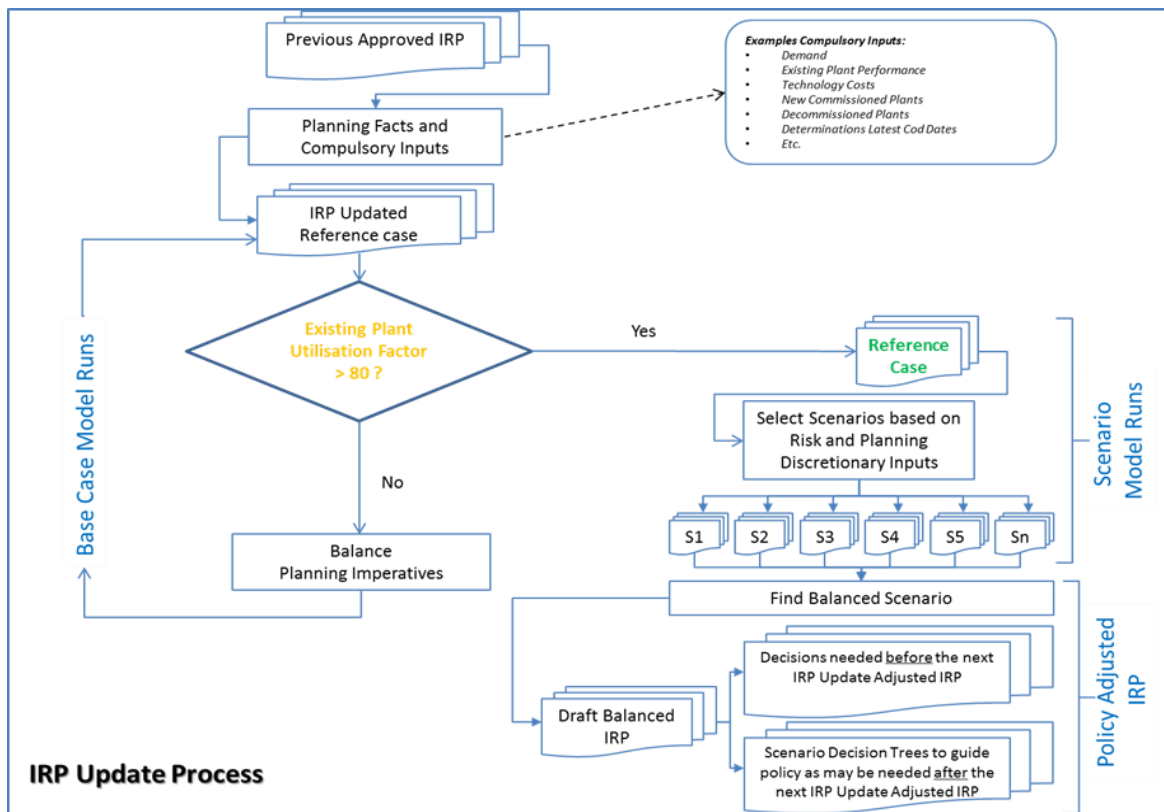 Previous Approved IRP
Examples Compulsory Inputs:
• Demand
• Existing Plant Performance
• Technology Costs
• New Commissioned Plants
• Decommissioned Plants
• Determinations Latest Cod Dates
• Etc.
Planning Facts and
Compulsory Inputs
IRP Updated
Reference case
Existing Plant
Utilisation Factor
> 80 ?
Yes
Reference
Case
Select Scenarios based on
Risk and Planning
Discretionary Inputs
No
S1 S2 S3 S4 S5 Sn
Balance
Planning Imperatives
Base Case Model Runs
Scenario
Model Runs
Find Balanced Scenario
Decisions needed before the next
IRP Update Adjusted IRP
Draft Balanced
IRP
Scenario Decision Trees to guide
policy as may be needed after the
next IRP Update Adjusted IRP
Policy Adjusted
IRP
IRP Update Process